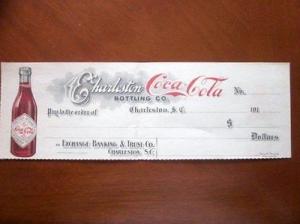 Charleston Coca-Cola No.
BOTTLING CO.
Pay to the order of Charleston, S. C. 191
$
Dollars
TO EXCHANGE BANKING & TRUST CO.
CHARLESTON, S.C.